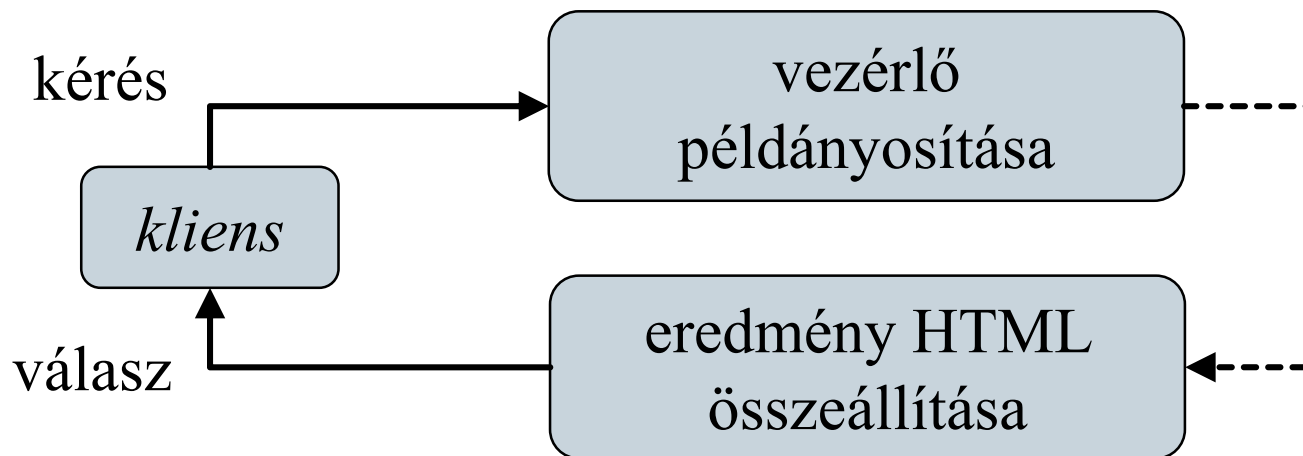 kérés
vezérlő
példányosítása
kliens
válasz
eredmény HTML
összeállítása